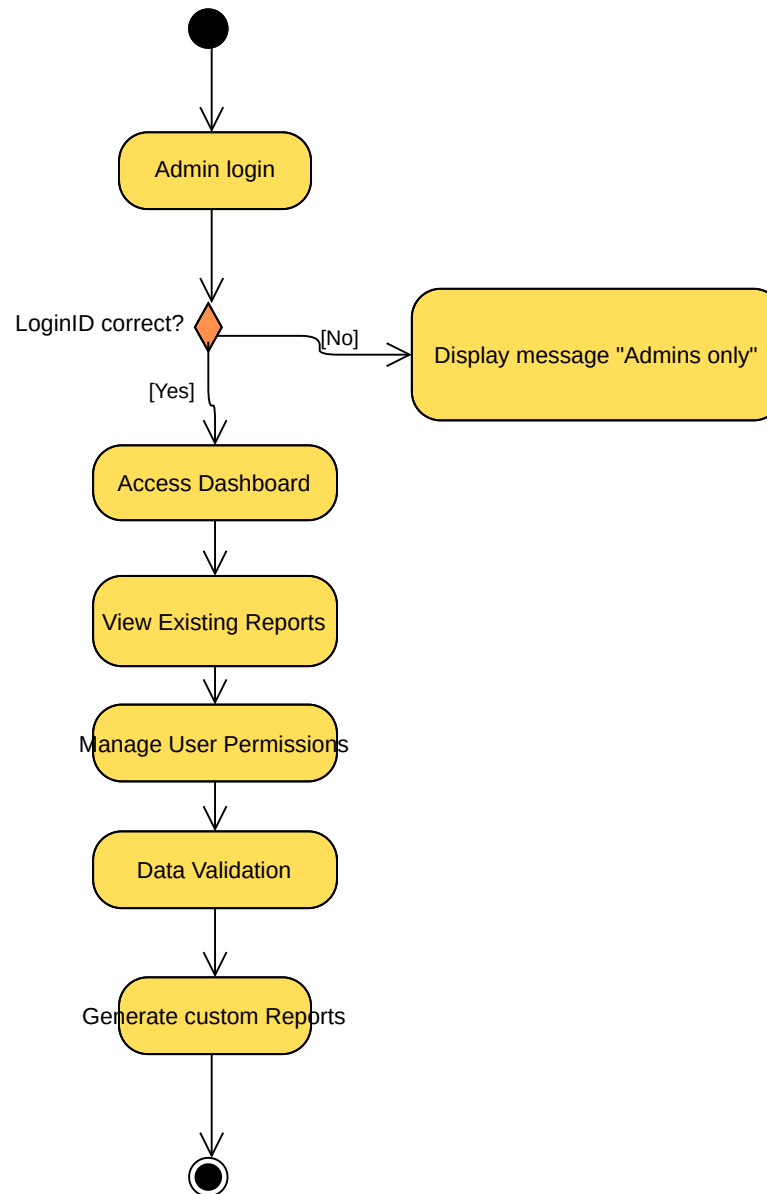 Admin login
LoginID correct?
[No]
Display message "Admins only"
[Yes]
Access Dashboard
View Existing Reports
Manage User Permissions
Data Validation
Generate custom Reports